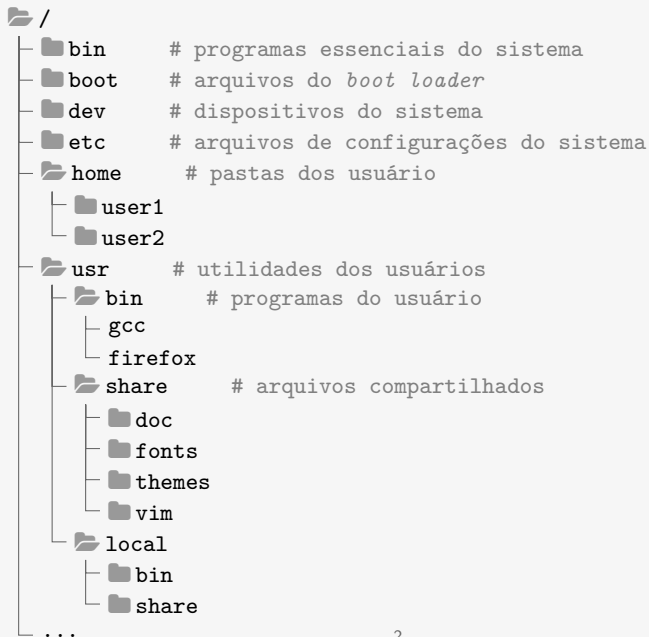 /
bin # programas essenciais do sistema
boot # arquivos do boot loader
dev # dispositivos do sistema
etc # arquivos de configurações do sistema
home # pastas dos usuário
user1
user2
usr # utilidades dos usuários
bin # programas do usuário
gcc
firefox
share # arquivos compartilhados
doc
fonts
themes
vim
local
bin
share
... 2